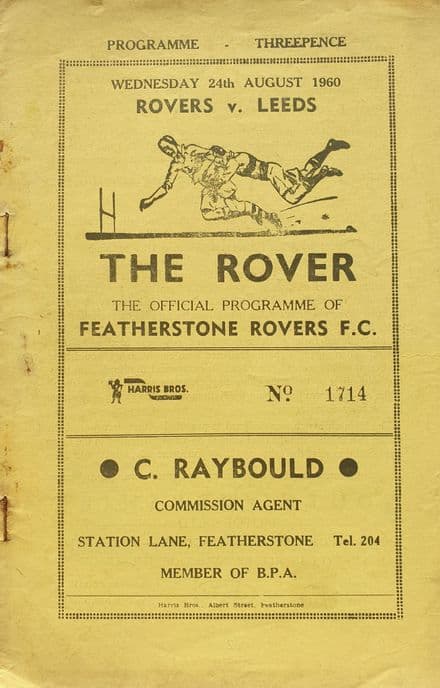 PROGRAMME - THREEPENCE
WEDNESDAY 24th AUGUST 1960
ROVERS v. LEEDS
THE ROVER
THE OFFICIAL PROGRAMME OF
FEATHERSTONE ROVERS F.C.
HARRIS BROS. No. 1714
● C. RAYBOULD ●
COMMISSION AGENT
STATION LANE, FEATHERSTONE Tel. 204
MEMBER OF B.P.A.
Harris Bros., Albert Street, Featherstone